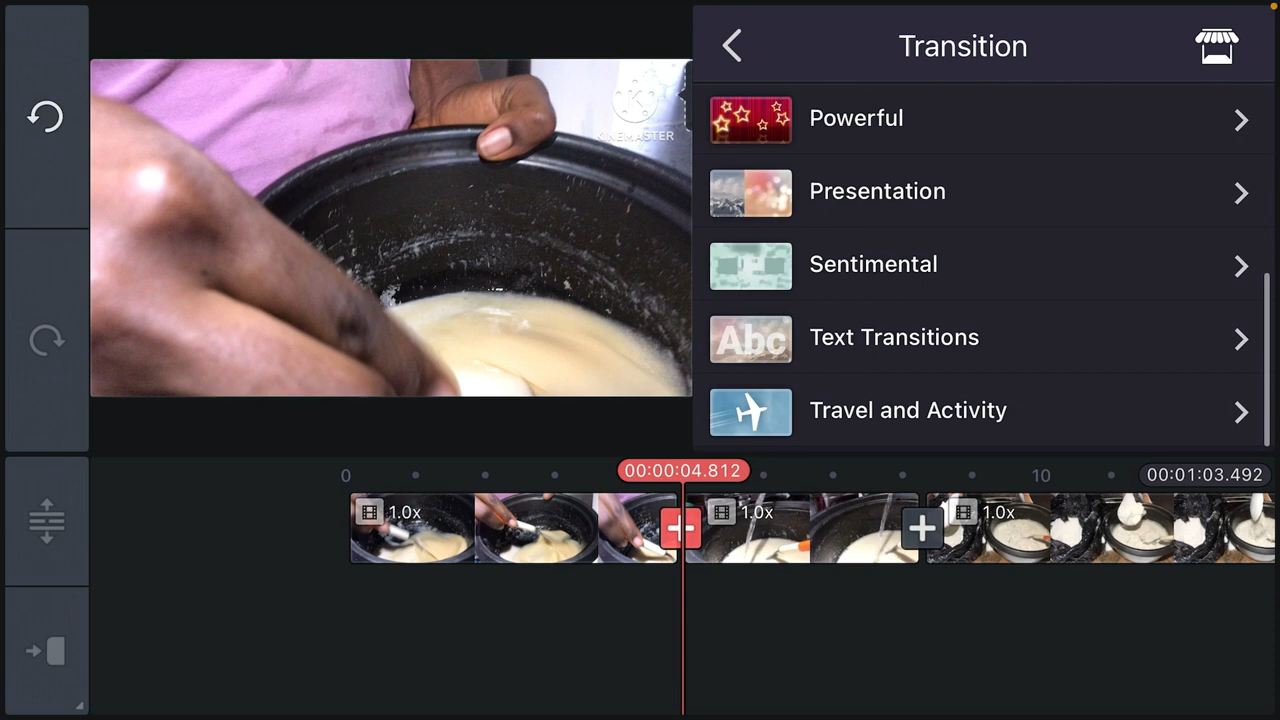 Transition
KINEMASTER
Powerful
Presentation
Sentimental
Abc
Text Transitions
Travel and Activity
0
00:00:04.812
10
00:01:03.492
1.0x
1.0x
1.0x